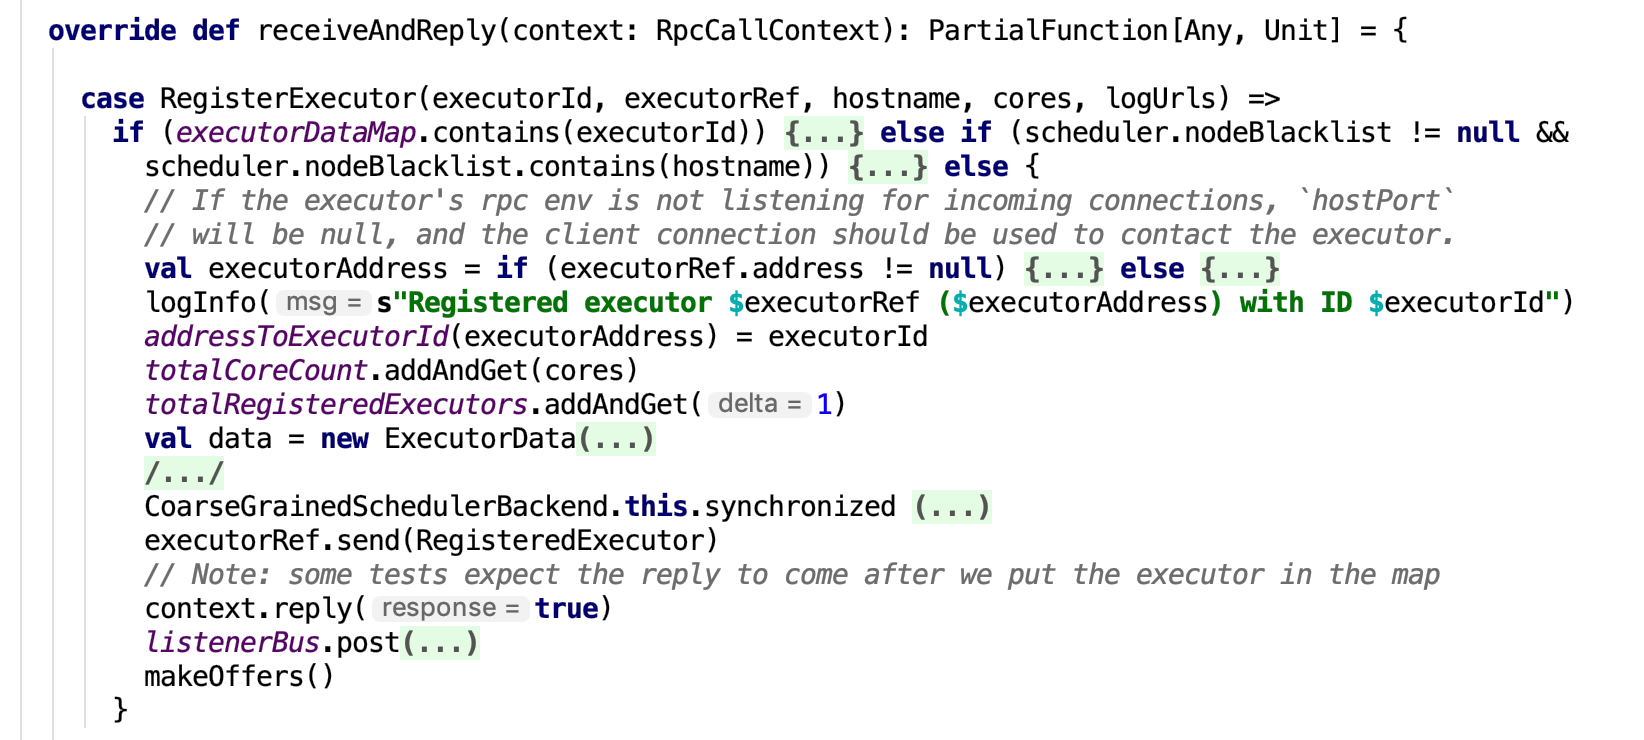 override def receiveAndReply(context: RpcCallContext): PartialFunction[Any, Unit] = {
case RegisterExecutor(executorId, executorRef, hostname, cores, logUrls) =>
if (executorDataMap.contains(executorId)) {...} else if (scheduler.nodeBlacklist != null &&
scheduler.nodeBlacklist.contains(hostname)) {...} else {
// If the executor's rpc env is not listening for incoming connections, `hostPort`
// will be null, and the client connection should be used to contact the executor.
val executorAddress = if (executorRef.address != null) {...} else {...}
logInfo( msg = s"Registered executor $executorRef ($executorAddress) with ID $executorId")
addressToExecutorId(executorAddress) = executorId
totalCoreCount.addAndGet(cores)
totalRegisteredExecutors.addAndGet( delta = 1)
val data = new ExecutorData(...)
/.../
CoarseGrainedSchedulerBackend.this.synchronized (...)
executorRef.send(RegisteredExecutor)
// Note: some tests expect the reply to come after we put the executor in the map
context.reply( response = true)
listenerBus.post(...)
makeOffers()
}